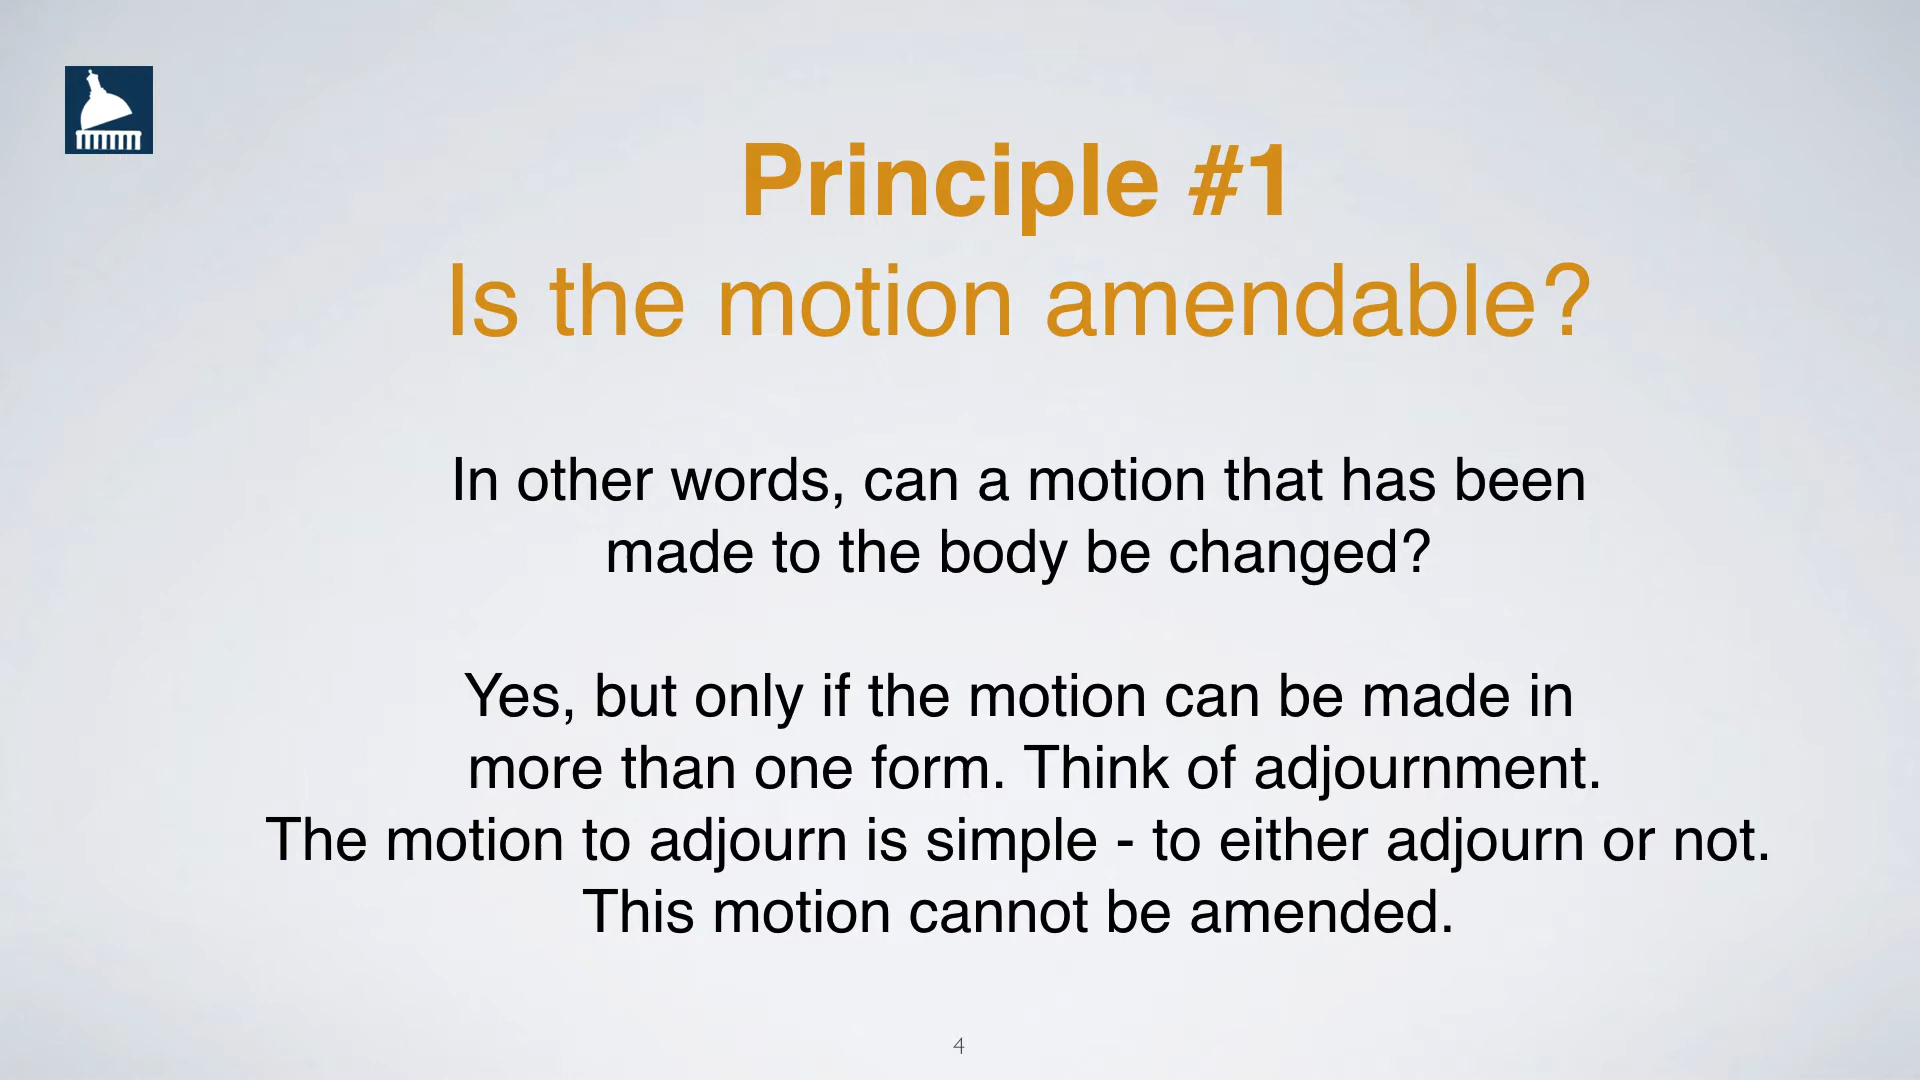 Principle #1
Is the motion amendable?
In other words, can a motion that has been
made to the body be changed?
Yes, but only if the motion can be made in
more than one form. Think of adjournment.
The motion to adjourn is simple - to either adjourn or not.
This motion cannot be amended.
4